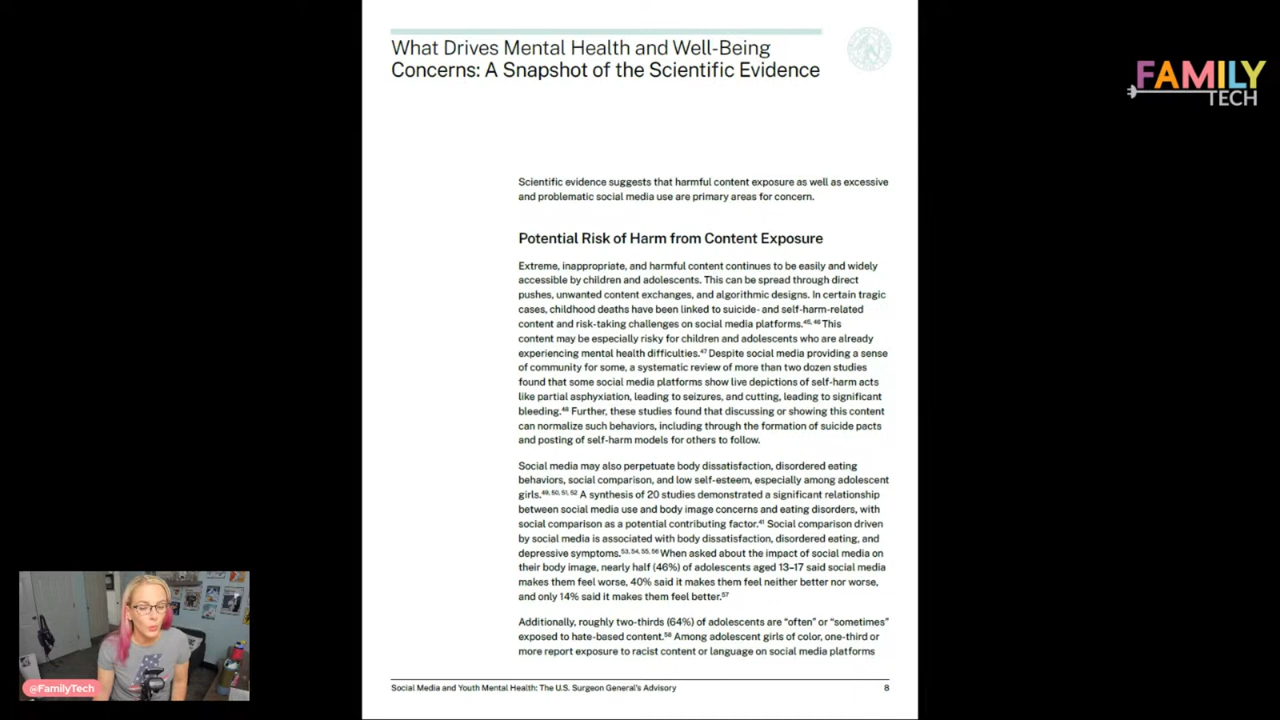 What Drives Mental Health and Well-Being
Concerns: A Snapshot of the Scientific Evidence
FAMILY
TECH
Scientific evidence suggests that harmful content exposure as well as excessive
and problematic social media use are primary areas for concern.
Potential Risk of Harm from Content Exposure
Extreme, inappropriate, and harmful content continues to be easily and widely
accessible by children and adolescents. This can be spread through direct
pushes, unwanted content exchanges, and algorithmic designs. In certain tragic
cases, childhood deaths have been linked to suicide- and self-harm-related
content and risk-taking challenges on social media platforms.45, 46 This
content may be especially risky for children and adolescents who are already
experiencing mental health difficulties.47 Despite social media providing a sense
of community for some, a systematic review of more than two dozen studies
found that some social media platforms show live depictions of self-harm acts
like partial asphyxiation, leading to seizures, and cutting, leading to significant
bleeding.48 Further, these studies found that discussing or showing this content
can normalize such behaviors, including through the formation of suicide pacts
and posting of self-harm models for others to follow.
Social media may also perpetuate body dissatisfaction, disordered eating
behaviors, social comparison, and low self-esteem, especially among adolescent
girls.49, 50, 51, 52 A synthesis of 20 studies demonstrated a significant relationship
between social media use and body image concerns and eating disorders, with
social comparison as a potential contributing factor.41 Social comparison driven
by social media is associated with body dissatisfaction, disordered eating, and
depressive symptoms.53, 54, 55, 56 When asked about the impact of social media on
their body image, nearly half (46%) of adolescents aged 13–17 said social media
makes them feel worse, 40% said it makes them feel neither better nor worse,
and only 14% said it makes them feel better.57
Additionally, roughly two-thirds (64%) of adolescents are “often” or “sometimes”
exposed to hate-based content.58 Among adolescent girls of color, one-third or
more report exposure to racist content or language on social media platforms
Social Media and Youth Mental Health: The U.S. Surgeon General’s Advisory
8
@FamilyTech